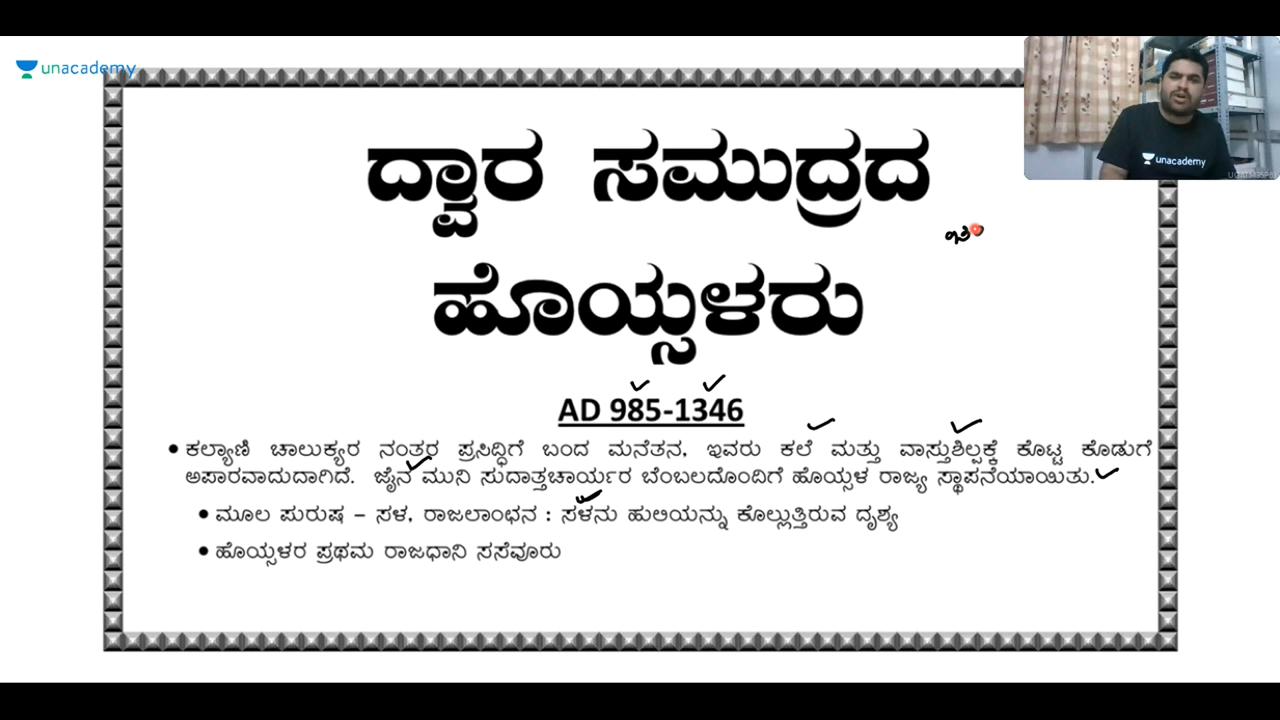 unacademy
unacademy
ದ್ವಾರ ಸಮುದ್ರದ
ಹೊಯ್ಸಳರು
AD 985-1346
• ಕಲ್ಯಾಣಿ ಚಾಲುಕ್ಯರ ನಂತರ ಪ್ರಸಿದ್ಧಿಗೆ ಬಂದ ಮನೆತನ, ಇವರು ಕಲೆ ಮತ್ತು ವಾಸ್ತುಶಿಲ್ಪಕ್ಕೆ ಕೊಟ್ಟ ಕೊಡುಗೆ
ಅಪಾರವಾದುದಾಗಿದೆ. ಜೈನ ಮುನಿ ಸುದಾತ್ತಚಾರ್ಯರ ಬೆಂಬಲದೊಂದಿಗೆ ಹೊಯ್ಸಳ ರಾಜ್ಯ ಸ್ಥಾಪನೆಯಾಯಿತು.
• ಮೂಲ ಪುರುಷ – ಸಳ, ರಾಜಲಾಂಛನ : ಸಳನು ಹುಲಿಯನ್ನು ಕೊಲ್ಲುತ್ತಿರುವ ದೃಶ್ಯ
• ಹೊಯ್ಸಳರ ಪ್ರಥಮ ರಾಜಧಾನಿ ಸಸೆವೂರು